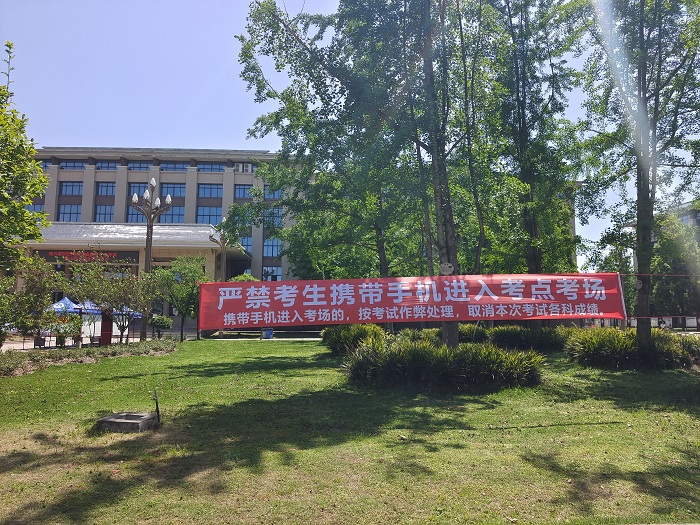 严禁考生携带手机进入考点考场
携带手机进入考场的，按考试作弊处理，取消本次考试各科成绩。